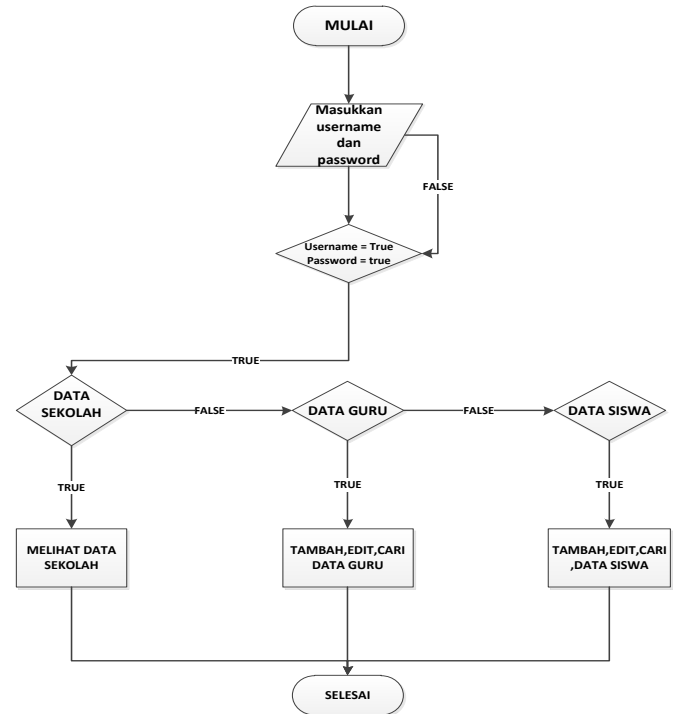 MULAI
Masukkan
username
dan
password
FALSE
Username = True
Password = true
TRUE
DATA
SEKOLAH
FALSE
DATA GURU
FALSE
DATA SISWA
TRUE
TRUE
TRUE
MELIHAT DATA
SEKOLAH
TAMBAH,EDIT,CARI
DATA GURU
TAMBAH,EDIT,CARI
,DATA SISWA
SELESAI